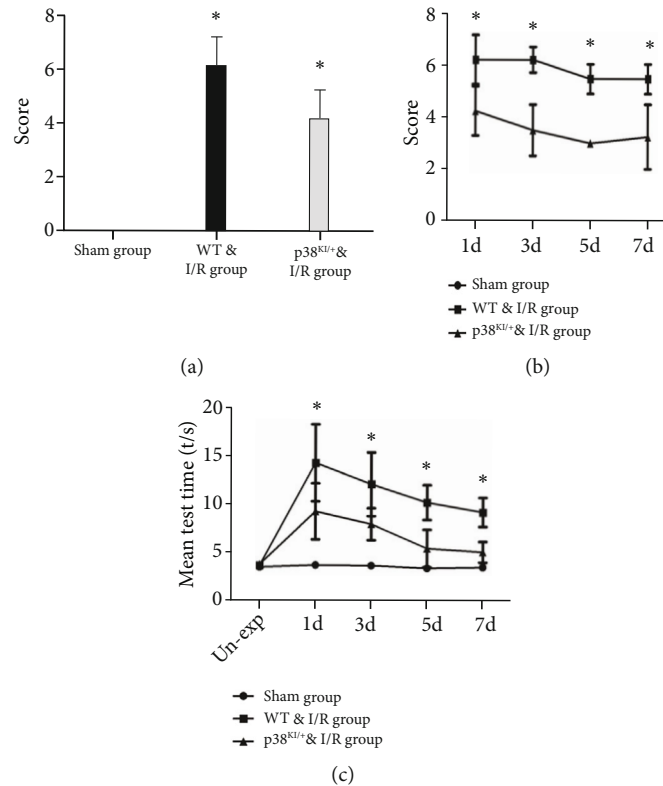 8
6
4
2
0
Score
*
*
Sham group
WT &
I/R group
p38KI/+&
I/R group
(a)
8
6
4
2
0
Score
* * * *
1d 3d 5d 7d
Sham group
WT & I/R group
p38KI/+& I/R group
(b)
20
15
10
5
0
Mean test time (t/s)
* * * *
Un-exp 1d 3d 5d 7d
Sham group
WT & I/R group
p38KI/+& I/R group
(c)